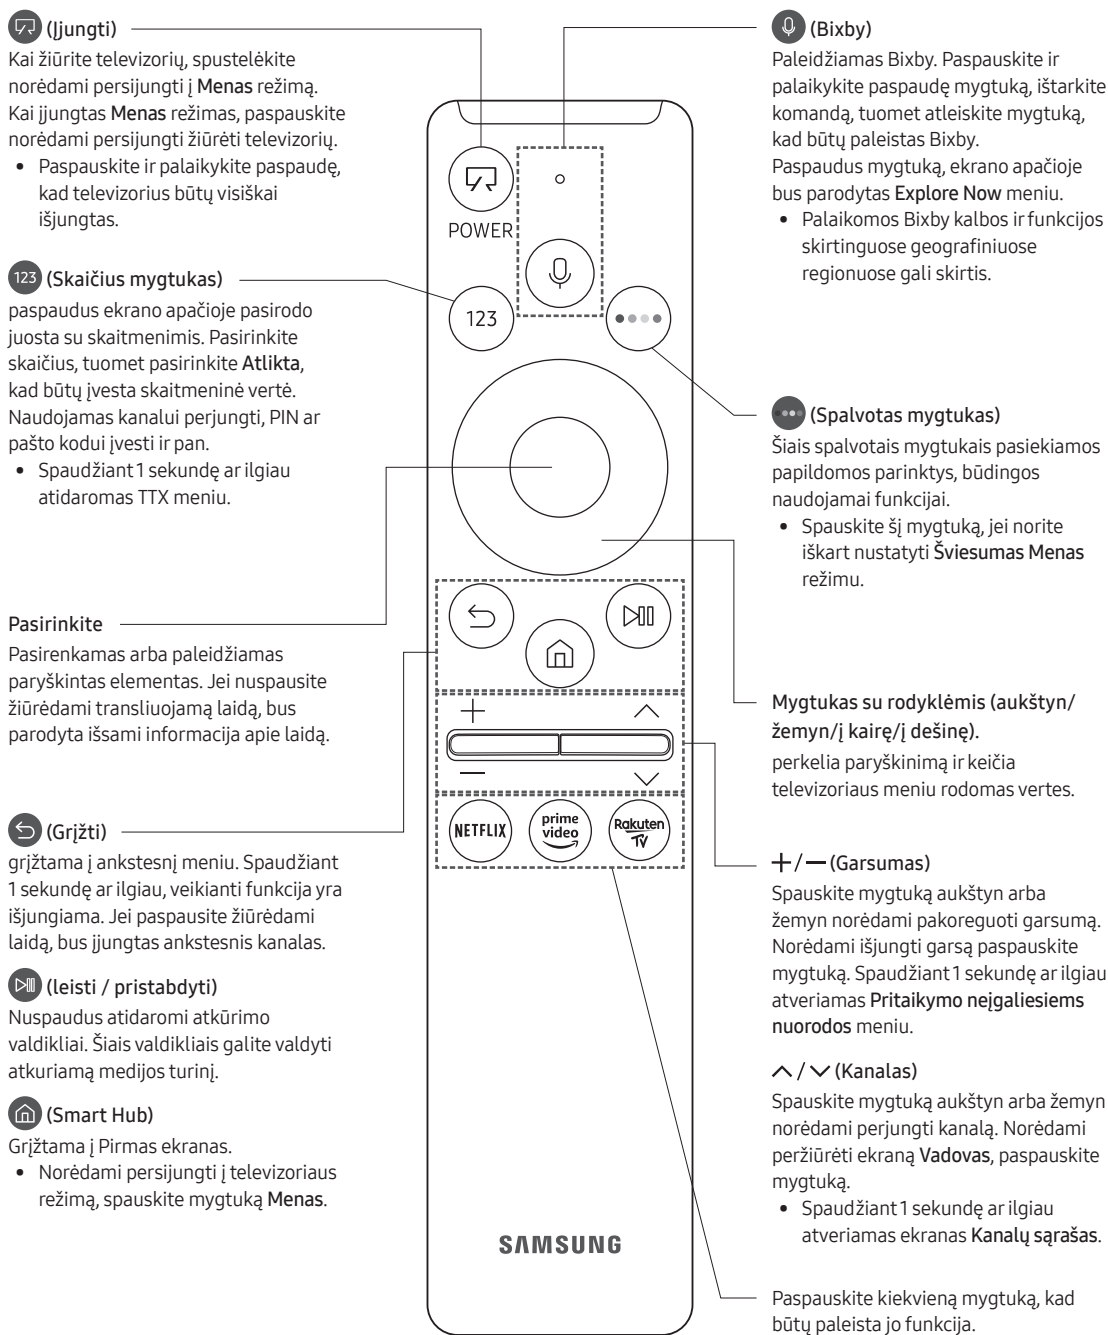 (Įjungti)
Kai žiūrite televizorių, spustelėkite
norėdami persijungti į Menas režimą.
Kai įjungtas Menas režimas, paspauskite
norėdami persijungti žiūrėti televizorių.
• Paspauskite ir palaikykite paspaudę,
kad televizorius būtų visiškai
išjungtas.
123 (Skaičius mygtukas)
paspaudus ekrano apačioje pasirodo
juosta su skaitmenimis. Pasirinkite
skaičius, tuomet pasirinkite Atlikta,
kad būtų įvesta skaitmeninė vertė.
Naudojamas kanalui perjungti, PIN ar
pašto kodui įvesti ir pan.
• Spaudžiant 1 sekundę ar ilgiau
atidaromas TTX meniu.
Pasirinkite
Pasirenkamas arba paleidžiamas
paryškintas elementas. Jei nuspausite
žiūrėdami transliuojamą laidą, bus
parodyta išsami informacija apie laidą.
(Grįžti)
grįžtama į ankstesnį meniu. Spaudžiant
1 sekundę ar ilgiau, veikianti funkcija yra
išjungiama. Jei paspausite žiūrėdami
laidą, bus įjungtas ankstesnis kanalas.
(leisti / pristabdyti)
Nuspaudus atidaromi atkūrimo
valdikliai. Šiais valdikliais galite valdyti
atkuriamą medijos turinį.
(Smart Hub)
Grįžtama į Pirmas ekranas.
• Norėdami persijungti į televizoriaus
režimą, spauskite mygtuką Menas.
POWER
123
NETFLIX
prime
video
Rakuten
TV
SAMSUNG
(Bixby)
Paleidžiamas Bixby. Paspauskite ir
palaikykite paspaudę mygtuką, ištarkite
komandą, tuomet atleiskite mygtuką,
kad būtų paleistas Bixby.
Paspaudus mygtuką, ekrano apačioje
bus parodytas Explore Now meniu.
• Palaikomos Bixby kalbos ir funkcijos
skirtinguose geografiniuose
regionuose gali skirtis.
(Spalvotas mygtukas)
Šiais spalvotais mygtukais pasiekiamos
papildomos parinktys, būdingos
naudojamai funkcijai.
• Spauskite šį mygtuką, jei norite
iškart nustatyti Šviesumas Menas
režimu.
Mygtukas su rodyklėmis (aukštyn/
žemyn/į kairę/į dešinę).
perkelia paryškinimą ir keičia
televizoriaus meniu rodomas vertes.
+/− (Garsumas)
Spauskite mygtuką aukštyn arba
žemyn norėdami pakoreguoti garsumą.
Norėdami išjungti garsą paspauskite
mygtuką. Spaudžiant 1 sekundę ar ilgiau
atveriamas Pritaikymo neįgaliesiems
nuorodos meniu.
/ (Kanalas)
Spauskite mygtuką aukštyn arba žemyn
norėdami perjungti kanalą. Norėdami
peržiūrėti ekraną Vadovas, paspauskite
mygtuką.
• Spaudžiant 1 sekundę ar ilgiau
atveriamas ekranas Kanalų sąrašas.
Paspauskite kiekvieną mygtuką, kad
būtų paleista jo funkcija.